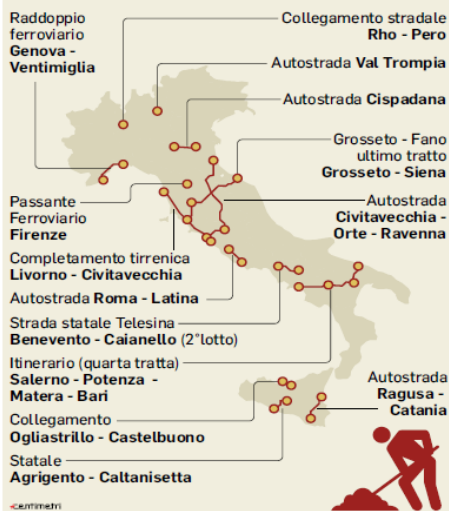 Raddoppio
ferroviario
Genova -
Ventimiglia
Collegamento stradale
Rho - Pero
Autostrada Val Trompia
Autostrada Cispadana
Grosseto - Fano
ultimo tratto
Grosseto - Siena
Passante
Ferroviario
Firenze
Autostrada
Civitavecchia -
Orte - Ravenna
Completamento tirrenica
Livorno - Civitavecchia
Autostrada Roma - Latina
Strada statale Telesina
Benevento - Caianello (2°lotto)
Itinerario (quarta tratta)
Salerno - Potenza -
Matera - Bari
Autostrada
Ragusa -
Catania
Collegamento
Ogliastrillo - Castelbuono
Statale
Agrigento - Caltanisetta
centimetri